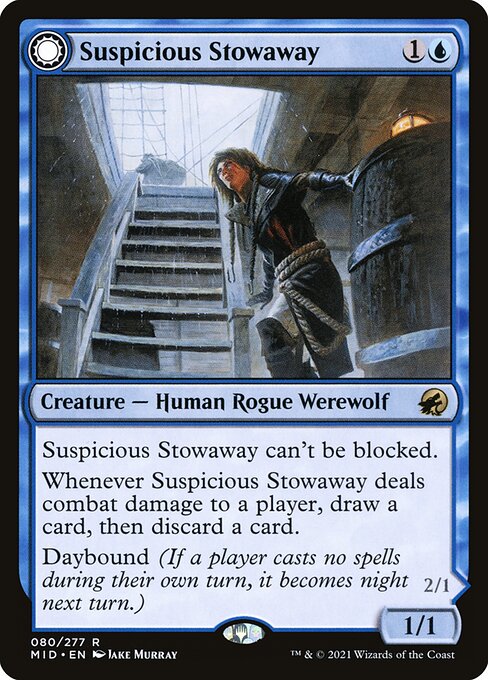 Suspicious Stowaway 1
Creature — Human Rogue Werewolf
Suspicious Stowaway can't be blocked.
Whenever Suspicious Stowaway deals
combat damage to a player, draw a
card, then discard a card.
Daybound (If a player casts no spells
during their own turn, it becomes night
next turn.)
2/1
1/1
080/277 R
MID • EN Jake Murray
™ & © 2021 Wizards of the Coast